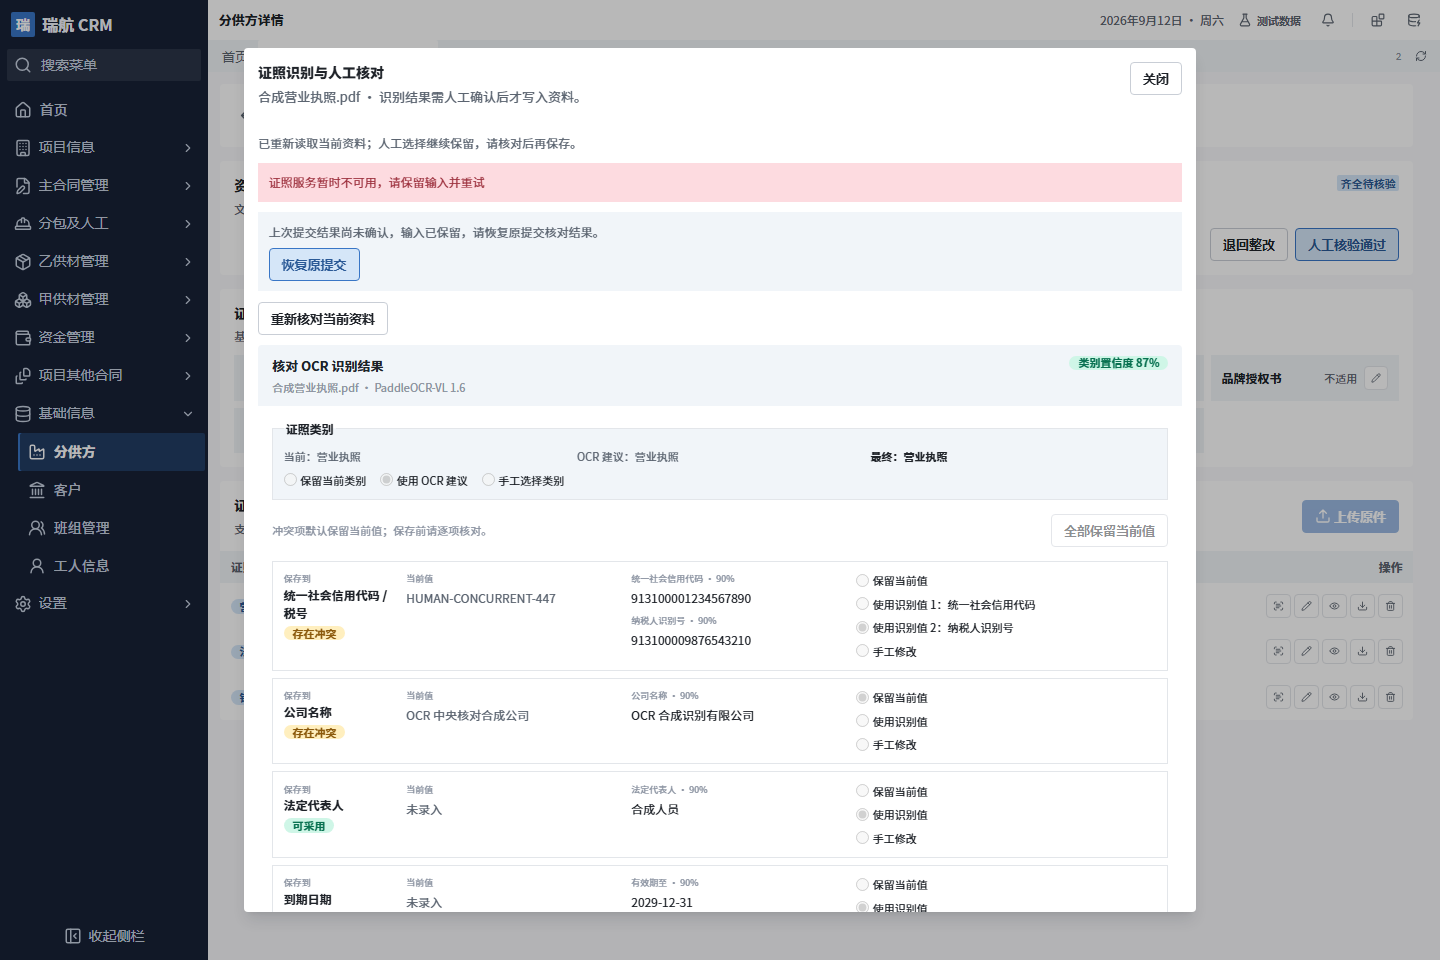 瑞 瑞航 CRM
搜索菜单
首页
项目信息
主合同管理
分包及人工
乙供材管理
甲供材管理
资金管理
项目其他合同
基础信息
分供方
客户
班组管理
工人信息
设置
收起侧栏
分供方详情
2026年9月12日 • 周六
测试数据
首页
2
证照识别与人工核对
合成营业执照.pdf • 识别结果需人工确认后才写入资料。
关闭
已重新读取当前资料；人工选择继续保留，请核对后再保存。
证照服务暂时不可用，请保留输入并重试
上次提交结果尚未确认，输入已保留，请恢复原提交核对结果。
恢复原提交
重新核对当前资料
核对 OCR 识别结果
合成营业执照.pdf • PaddleOCR-VL 1.6
类别置信度 87%
证照类别
当前：营业执照
OCR 建议：营业执照
最终：营业执照
保留当前类别
使用 OCR 建议
手工选择类别
冲突项默认保留当前值；保存前请逐项核对。
全部保留当前值
保存到
统一社会信用代码 /
税号
存在冲突
当前值
HUMAN-CONCURRENT-447
统一社会信用代码 • 90%
913100001234567890
纳税人识别号 • 90%
913100009876543210
保留当前值
使用识别值 1：统一社会信用代码
使用识别值 2：纳税人识别号
手工修改
保存到
公司名称
存在冲突
当前值
OCR 中央核对合成公司
公司名称 • 90%
OCR 合成识别有限公司
保留当前值
使用识别值
手工修改
保存到
法定代表人
可采用
当前值
未录入
法定代表人 • 90%
合成人员
保留当前值
使用识别值
手工修改
保存到
到期日期
当前值
未录入
有效期至 • 90%
2029-12-31
保留当前值
使用识别值
齐全待核验
退回整改
人工核验通过
品牌授权书
不适用
上传原件
操作